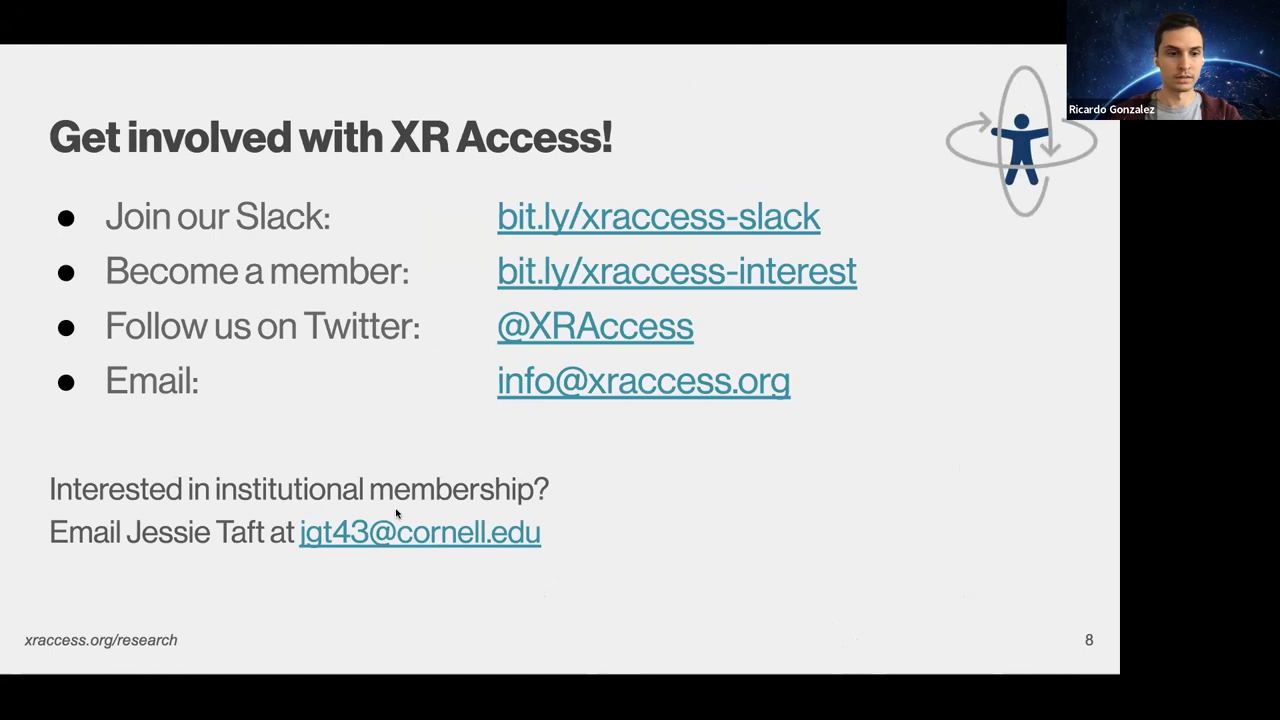 Ricardo Gonzalez
Get involved with XR Access!
● Join our Slack: bit.ly/xraccess-slack
● Become a member: bit.ly/xraccess-interest
● Follow us on Twitter: @XRAccess
● Email: info@xraccess.org
Interested in institutional membership?
Email Jessie Taft at jgt43@cornell.edu
xraccess.org/research 8